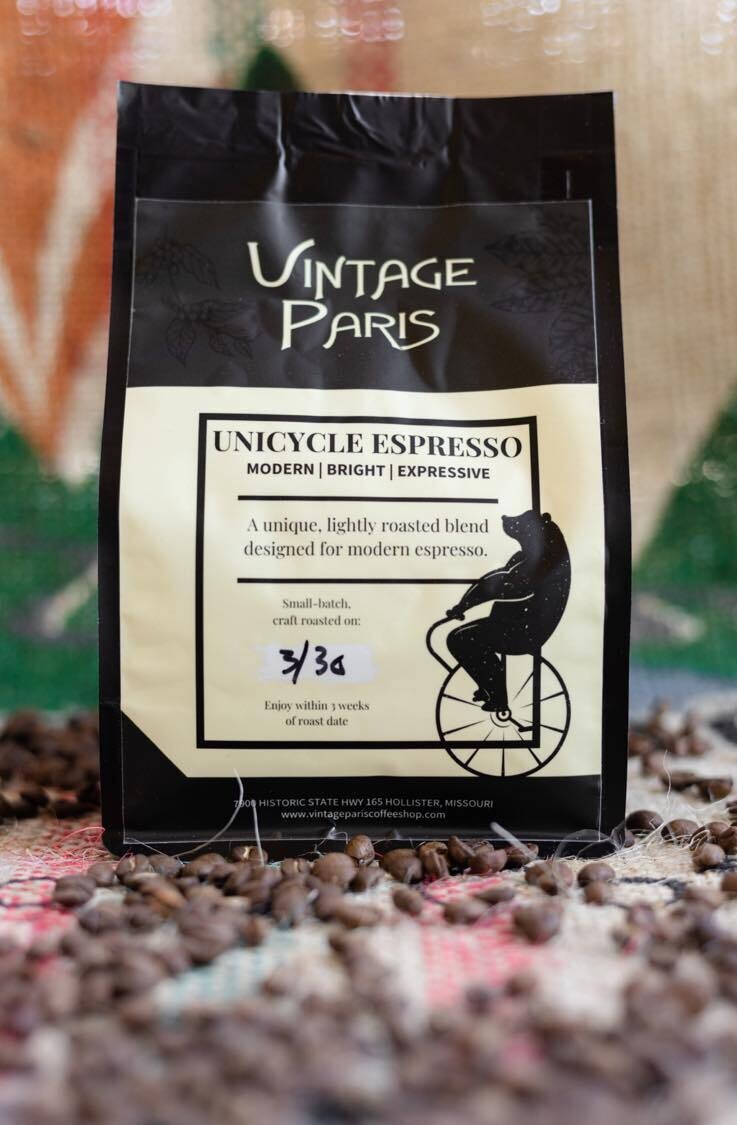 VINTAGE
PARIS
UNICYCLE ESPRESSO
MODERN | BRIGHT | EXPRESSIVE
A unique, lightly roasted blend
designed for modern espresso.
Small-batch,
craft roasted on:
3/30
Enjoy within 3 weeks
of roast date
7900 HISTORIC STATE HWY 165 HOLLISTER, MISSOURI
www.vintagepariscoffeeshop.com